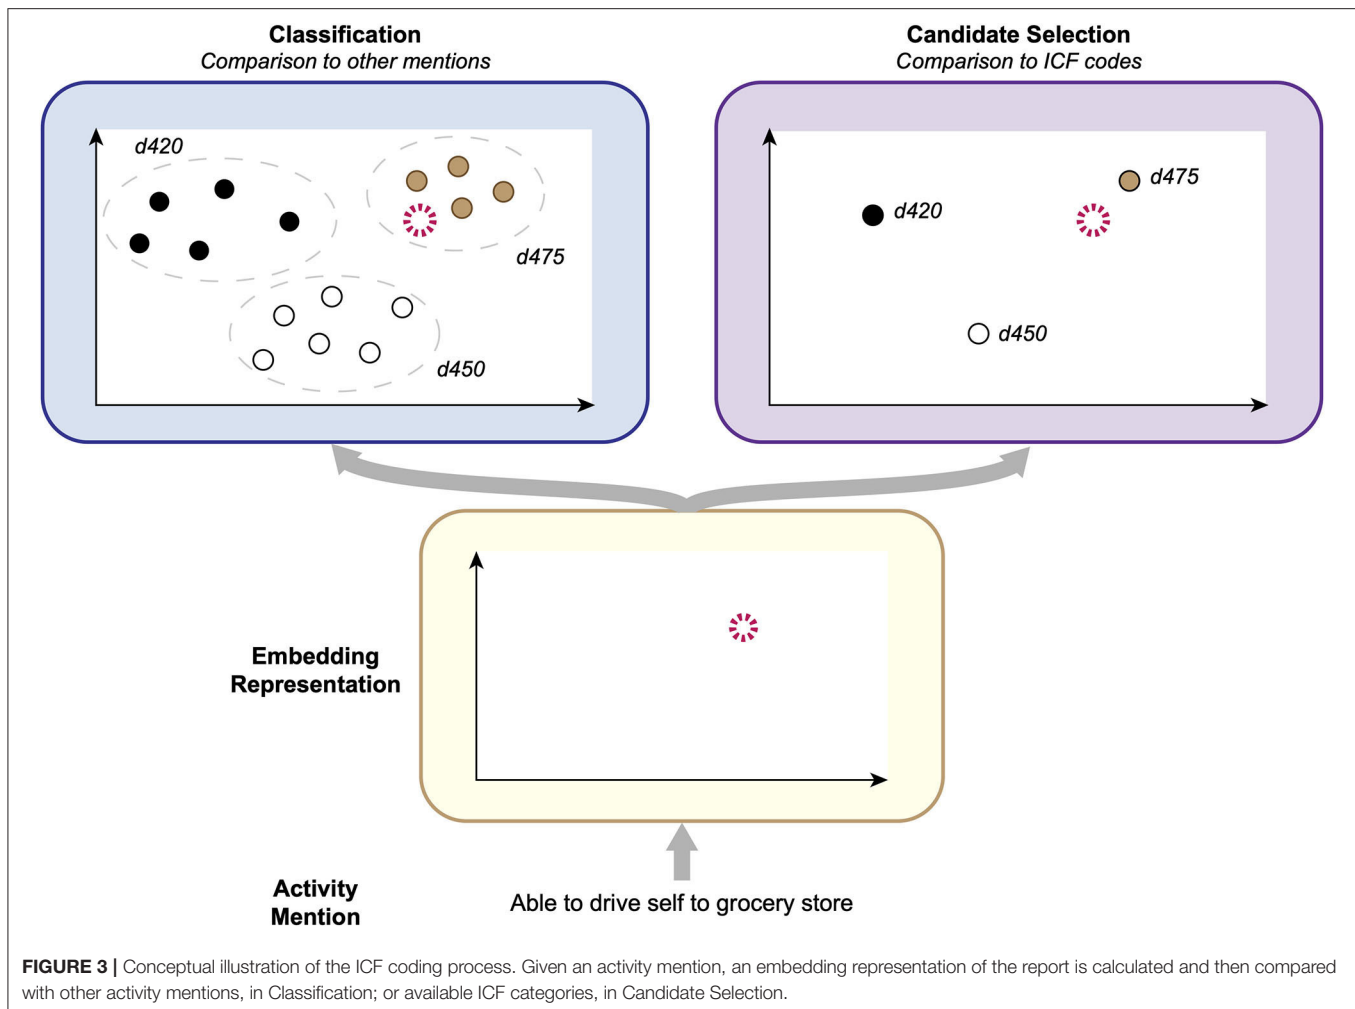 Classification
Comparison to other mentions
d420
d475
d450
Candidate Selection
Comparison to ICF codes
d475
d420
d450
Embedding
Representation
Activity
Mention
Able to drive self to grocery store
FIGURE 3 | Conceptual illustration of the ICF coding process. Given an activity mention, an embedding representation of the report is calculated and then compared
with other activity mentions, in Classification; or available ICF categories, in Candidate Selection.